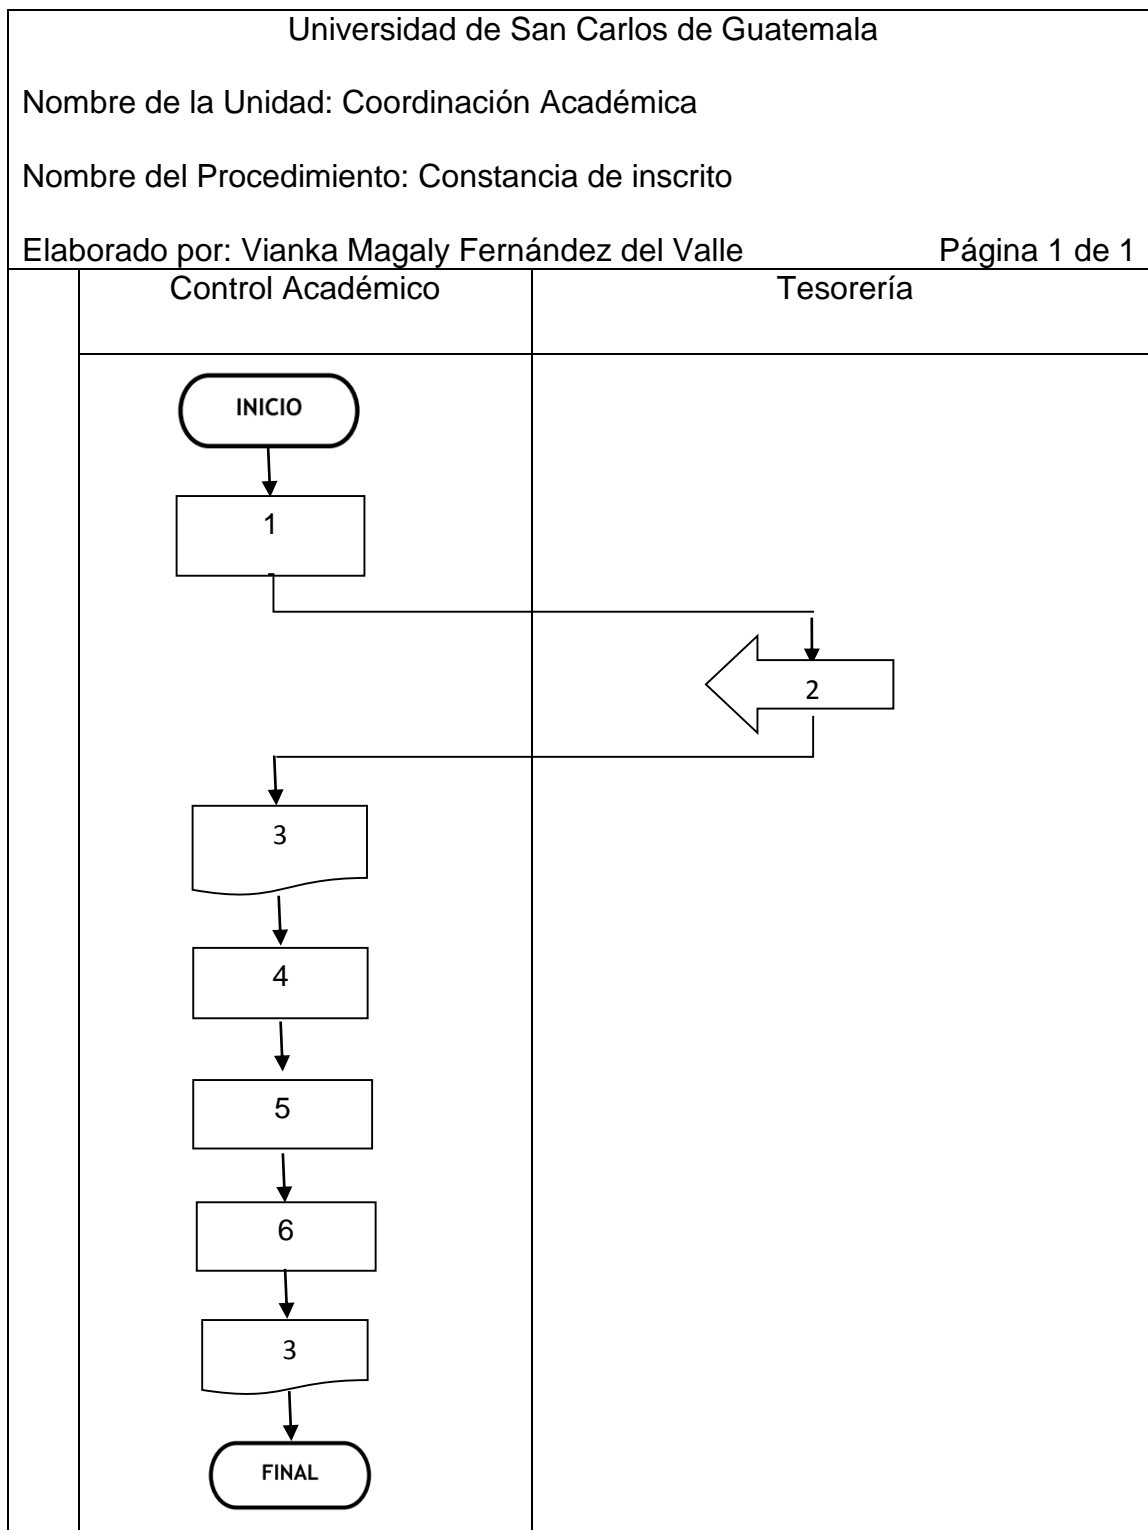 Universidad de San Carlos de Guatemala
Nombre de la Unidad: Coordinación Académica
Nombre del Procedimiento: Constancia de inscrito
Elaborado por: Vianka Magaly Fernández del Valle Página 1 de 1
Control Académico Tesorería
INICIO
1
2
3
4
5
6
3
FINAL